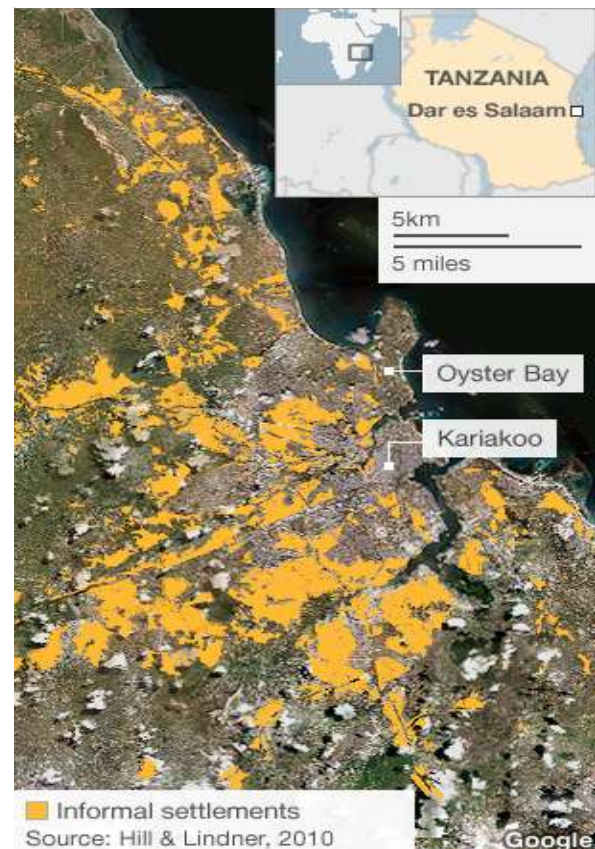 TANZANIA
Dar es Salaam
5km
5 miles
Oyster Bay
Kariakoo
Informal settlements
Source: Hill & Lindner, 2010
Google